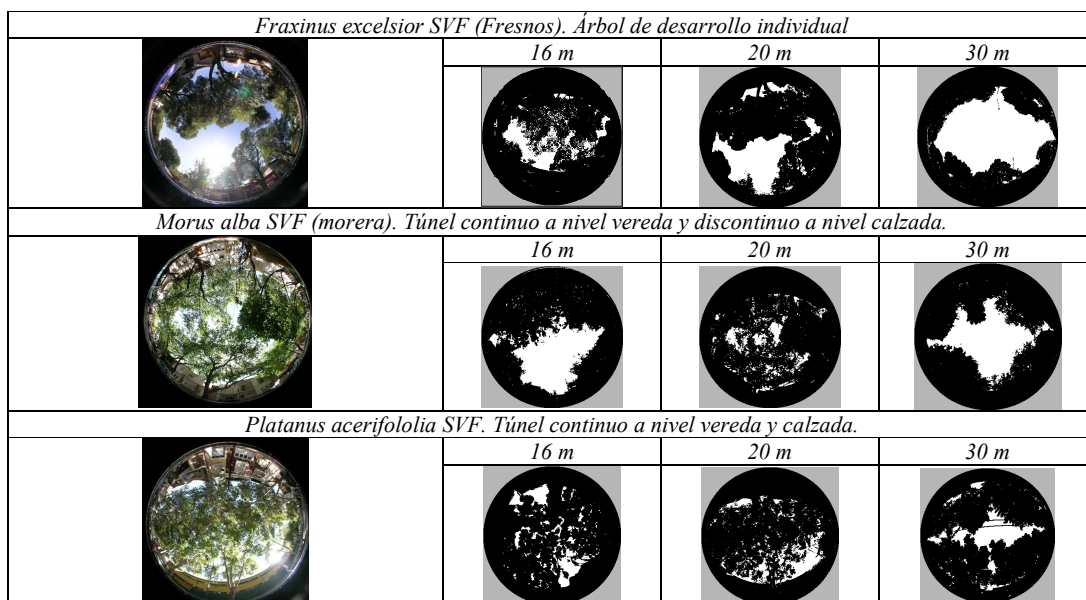 Fraxinus excelsior SVF (Fresnos). Árbol de desarrollo individual
16 m 20 m 30 m
Morus alba SVF (morera). Túnel continuo a nivel vereda y discontinuo a nivel calzada.
16 m 20 m 30 m
Platanus acerifololia SVF. Túnel continuo a nivel vereda y calzada.
16 m 20 m 30 m